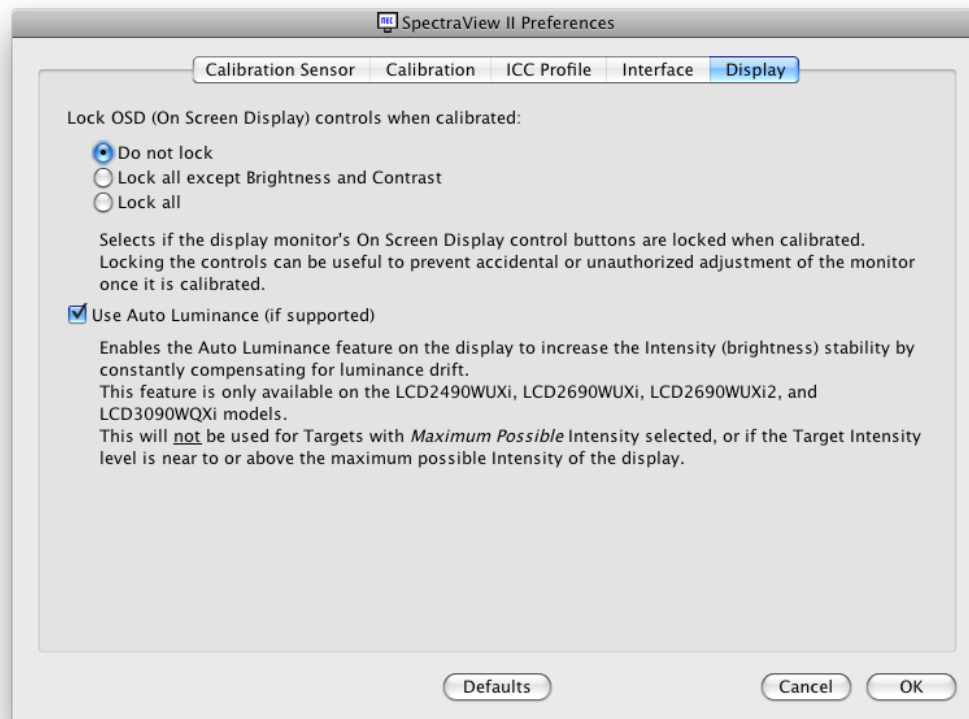 NEC SpectraView II Preferences
Calibration Sensor Calibration ICC Profile Interface Display
Lock OSD (On Screen Display) controls when calibrated:
Do not lock
Lock all except Brightness and Contrast
Lock all
Selects if the display monitor's On Screen Display control buttons are locked when calibrated.
Locking the controls can be useful to prevent accidental or unauthorized adjustment of the monitor
once it is calibrated.
Use Auto Luminance (if supported)
Enables the Auto Luminance feature on the display to increase the Intensity (brightness) stability by
constantly compensating for luminance drift.
This feature is only available on the LCD2490WUXi, LCD2690WUXi, LCD2690WUXi2, and
LCD3090WQXi models.
This will not be used for Targets with Maximum Possible Intensity selected, or if the Target Intensity
level is near to or above the maximum possible Intensity of the display.
Defaults Cancel OK